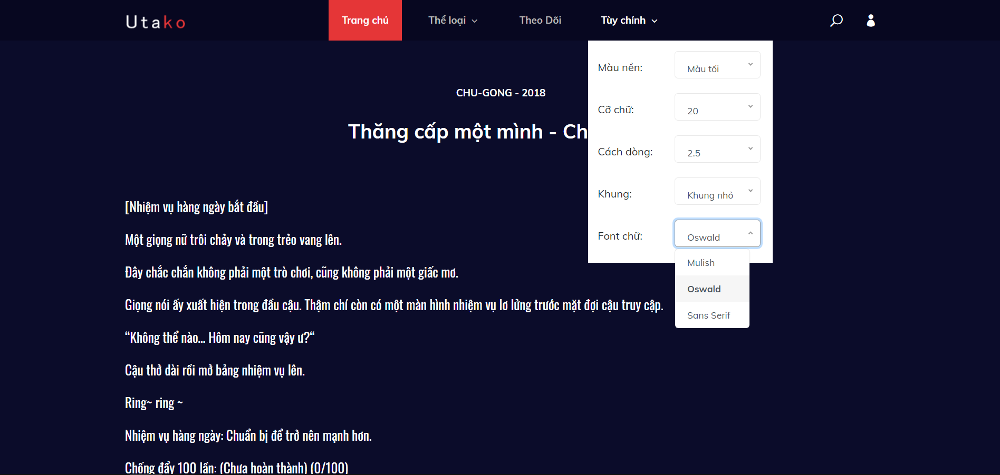 Utako
Trang chủ
Thể loại
Theo Dõi
Tùy chỉnh
Màu nền:
Màu tối
Cỡ chữ:
20
Cách dòng:
2.5
Khung:
Khung nhỏ
Font chữ:
Oswald
Mulish
Oswald
Sans Serif
CHU-GONG - 2018
Thăng cấp một mình - Ch
[Nhiệm vụ hàng ngày bắt đầu]
Một giọng nữ trôi chảy và trong trẻo vang lên.
Đây chắc chắn không phải một trò chơi, cũng không phải một giấc mơ.
Giọng nói ấy xuất hiện trong đầu cậu. Thậm chí còn có một màn hình nhiệm vụ lơ lửng trước mặt đợi cậu truy cập.
“Không thể nào... Hôm nay cũng vậy ư?“
Cậu thở dài rồi mở bảng nhiệm vụ lên.
Ring~ ring ~
Nhiệm vụ hàng ngày: Chuẩn bị để trở nên mạnh hơn.
Chống đẩy 100 lần: (Chưa hoàn thành) (0/100)